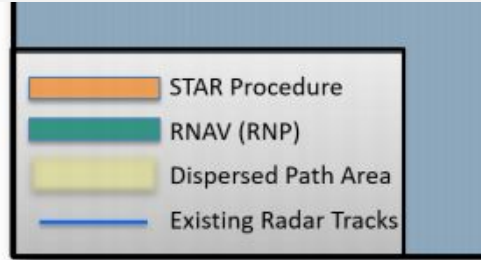 STAR Procedure
RNAV (RNP)
Dispersed Path Area
Existing Radar Tracks